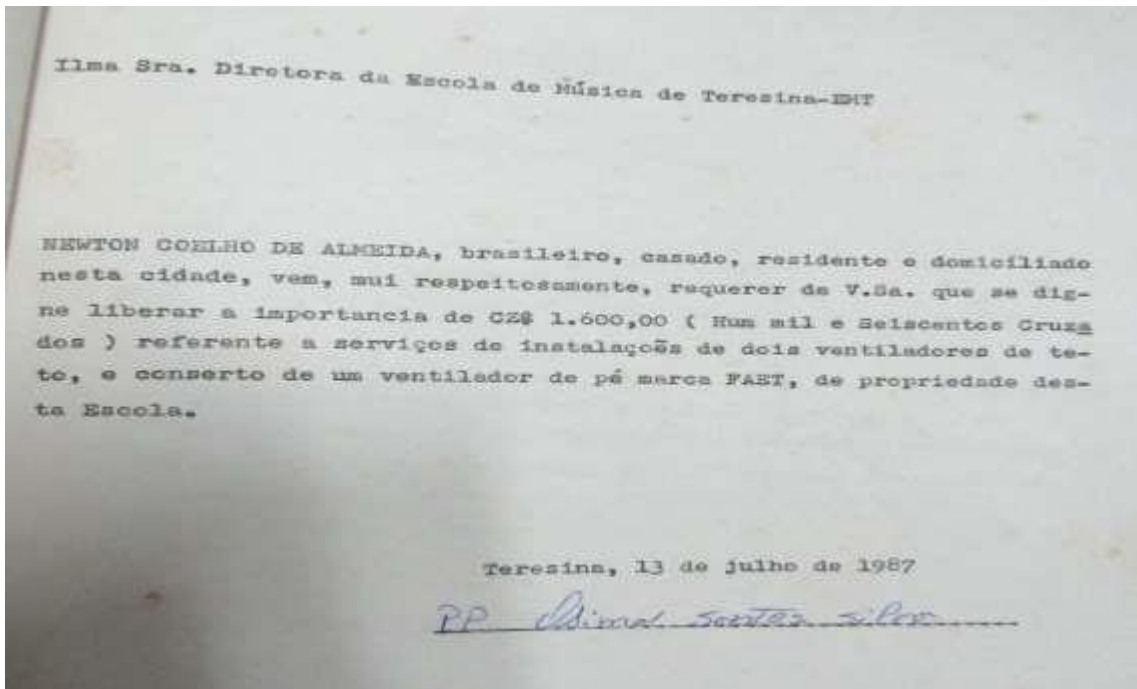 Ilma Sra. Diretora da Escola de Música de Teresina-EMT
NEWTON COELHO DE ALMEIDA, brasileiro, casado, residente e domiciliado
nesta cidade, vem, mui respeitosamente, requerer de V.Sa. que se dig-
ne liberar a importancia de CZ$ 1.600,00 ( Hum mil e Seiscentos Cruza
dos ) referente a serviços de instalaçoẽs de dois ventiladores de te-
to, e conserto de um ventilador de pé marca FAET, de propriedade des-
ta Escola.
Teresina, 13 de julho de 1987
PP Santos Silva